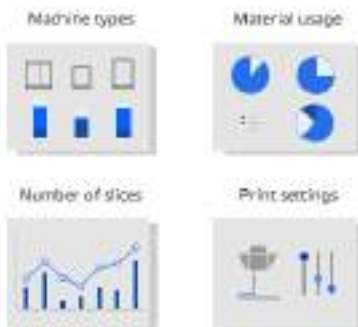 Machine types
Material usage
Number of slices
Print settings